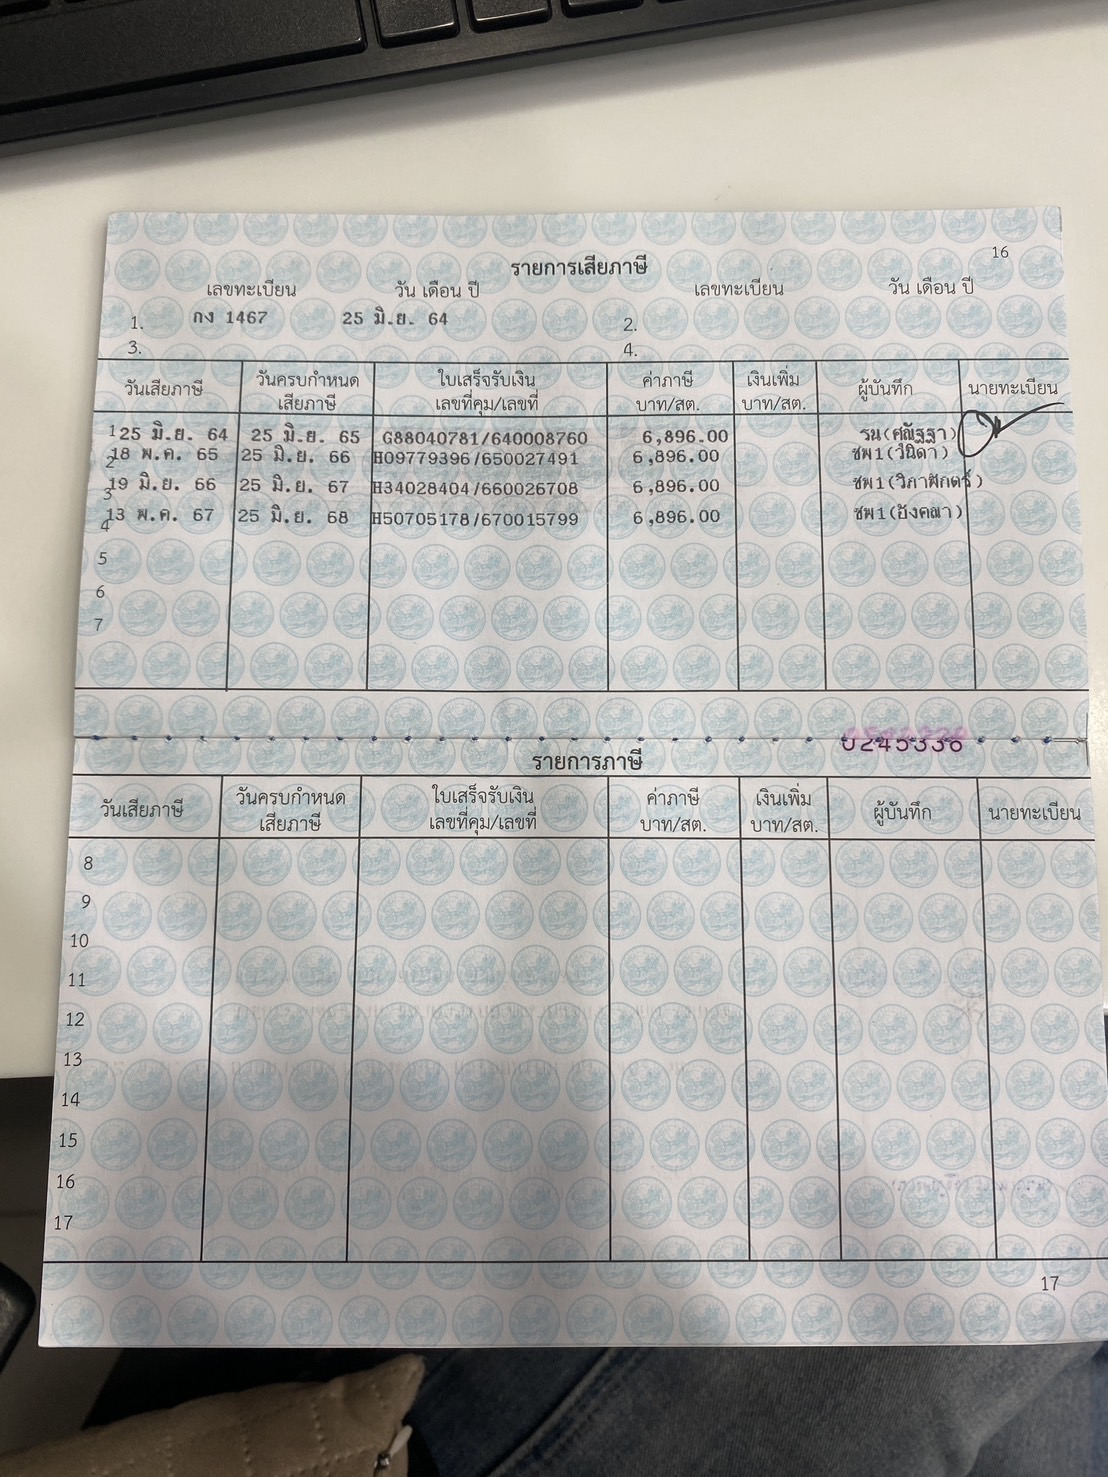 16
รายการเสียภาษี
เลขทะเบียน วัน เดือน ปี เลขทะเบียน วัน เดือน ปี
1. กง 1467 25 มิ.ย. 64 2.
3. 4.
วันเสียภาษี วันครบกำหนด ใบเสร็จรับเงิน ค่าภาษี เงินเพิ่ม ผู้บันทึก นายทะเบียน
เสียภาษี เลขที่คุม/เลขที่ บาท/สต. บาท/สต.
1 25 มิ.ย. 64 25 มิ.ย. 65 G88040781/640008760 6,896.00 รน(ศณัฐฐา)
2 18 พ.ค. 65 25 มิ.ย. 66 H09779396/650027491 6,896.00 ชพ1(วนิดา)
3 19 มิ.ย. 66 25 มิ.ย. 67 H34028404/660026708 6,896.00 ชพ1(วิภาพักตร์)
4 13 พ.ค. 67 25 มิ.ย. 68 H50705178/670015799 6,896.00 ชพ1(อังคณา)
5
6
7
0245336
รายการภาษี
วันเสียภาษี วันครบกำหนด ใบเสร็จรับเงิน ค่าภาษี เงินเพิ่ม ผู้บันทึก นายทะเบียน
เสียภาษี เลขที่คุม/เลขที่ บาท/สต. บาท/สต.
8
9
10
11
12
13
14
15
16
17
17